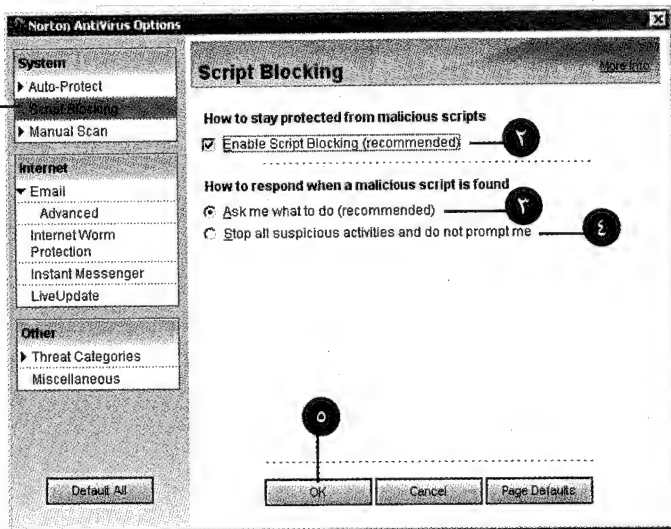 Norton AntiVirus Options
System
Auto-Protect
Script Blocking
Manual Scan
Internet
Email
Advanced
Internet Worm
Protection
Instant Messenger
LiveUpdate
Other
Threat Categories
Miscellaneous
Default All
Script Blocking
More Info
How to stay protected from malicious scripts
Enable Script Blocking (recommended)
٢
How to respond when a malicious script is found
Ask me what to do (recommended)
٣
Stop all suspicious activities and do not prompt me
٤
٥
OK
Cancel
Page Defaults